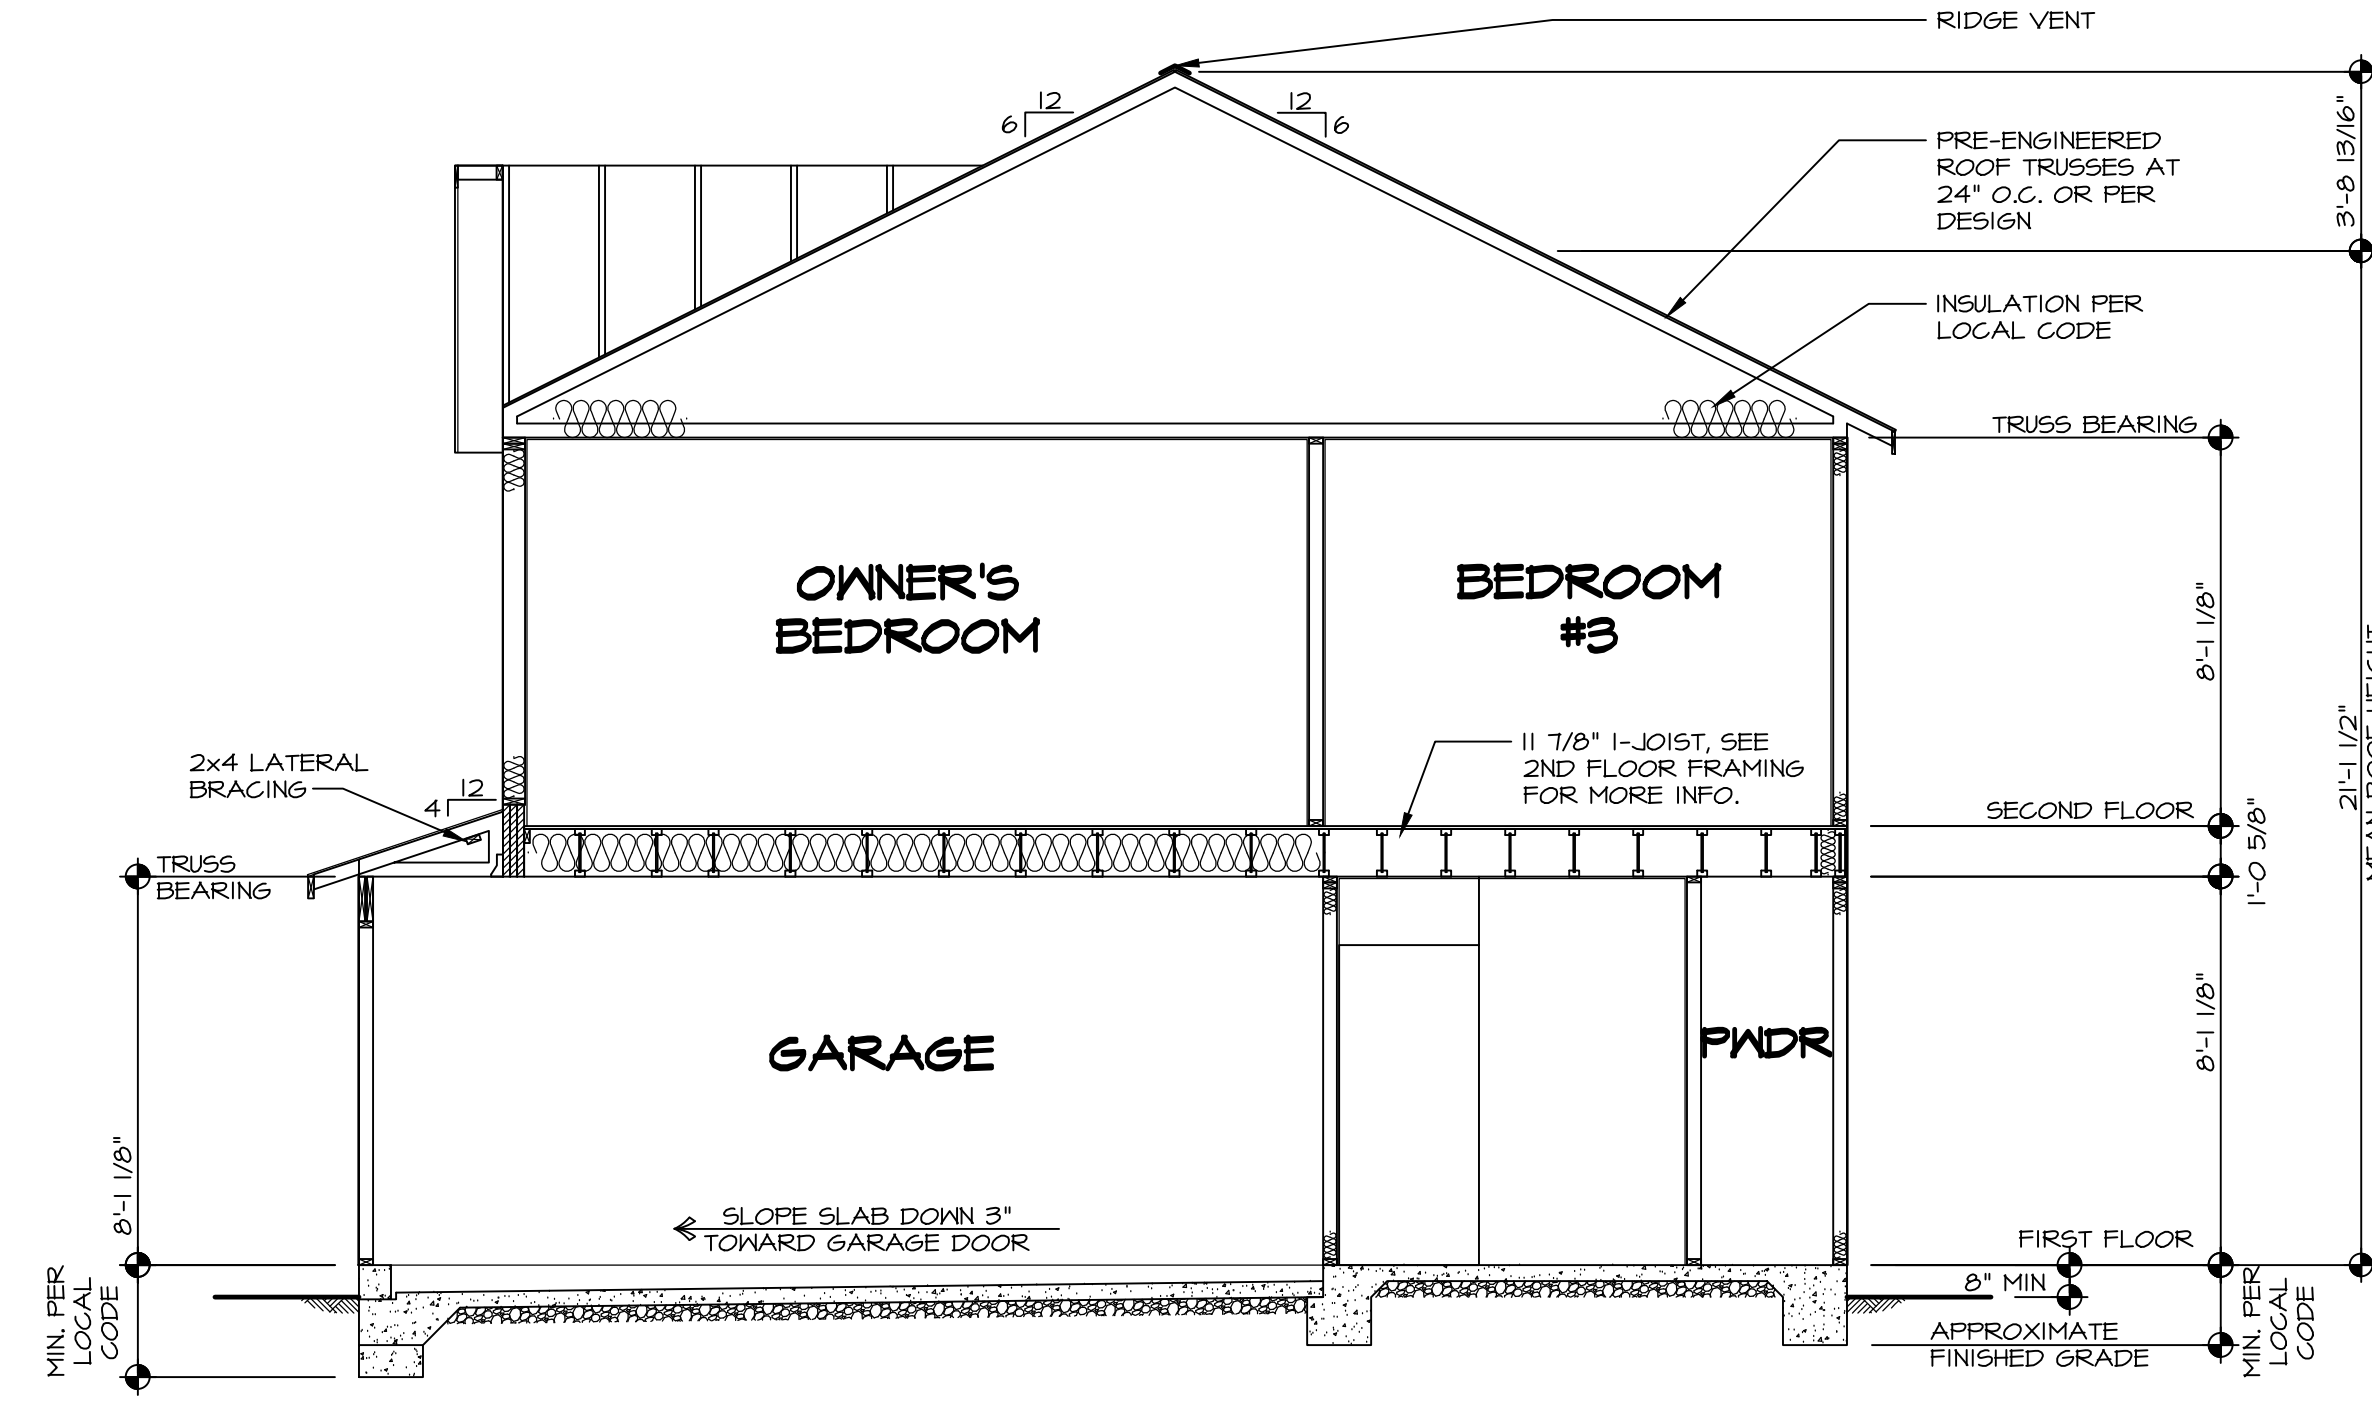 RIDGE VENT
12
6
12
6
3'-8 13/16"
PRE-ENGINEERED
ROOF TRUSSES AT
24" O.C. OR PER
DESIGN
INSULATION PER
LOCAL CODE
TRUSS BEARING
OWNER'S
BEDROOM
BEDROOM
#3
8'-1 1/8"
21'-1 1/2"
MEAN ROOF HEIGHT
11 7/8" I-JOIST, SEE
2ND FLOOR FRAMING
FOR MORE INFO.
2x4 LATERAL
BRACING
12
4
SECOND FLOOR
1'-0 5/8"
TRUSS
BEARING
GARAGE
PWDR
8'-1 1/8"
8'-1 1/8"
SLOPE SLAB DOWN 3"
TOWARD GARAGE DOOR
FIRST FLOOR
8" MIN
MIN. PER
LOCAL
CODE
APPROXIMATE
FINISHED GRADE
MIN. PER
LOCAL
CODE